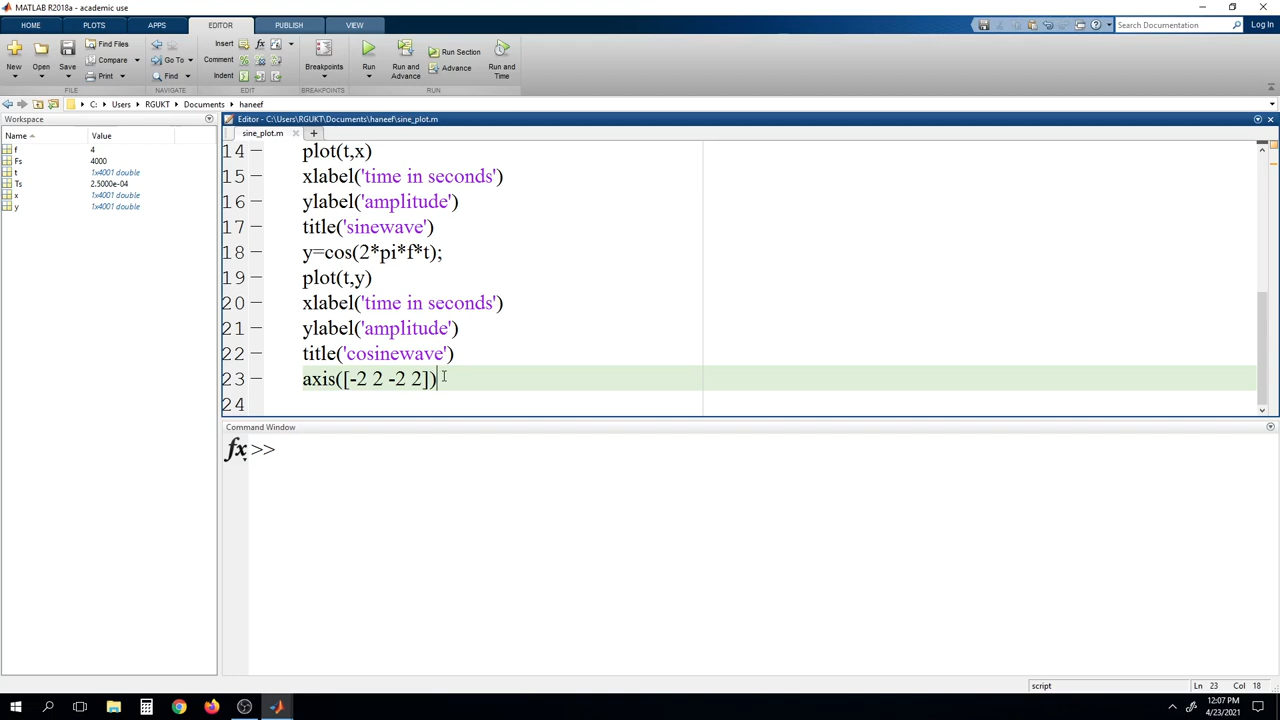 MATLAB R2018a - academic use
HOME PLOTS APPS EDITOR PUBLISH VIEW Search Documentation Log In
New Open Save Find Files Compare Print Go To Find Insert Comment Indent fx Breakpoints Run Run and Advance Run Section Advance Run and Time
FILE NAVIGATE EDIT BREAKPOINTS RUN
C: Users RGUKT Documents haneef
Workspace
Name Value
f 4
Fs 4000
t 1x4001 double
Ts 2.5000e-04
x 1x4001 double
y 1x4001 double
Editor - C:\Users\RGUKT\Documents\haneef\sine_plot.m
sine_plot.m
14 plot(t,x)
15 xlabel('time in seconds')
16 ylabel('amplitude')
17 title('sinewave')
18 y=cos(2*pi*f*t);
19 plot(t,y)
20 xlabel('time in seconds')
21 ylabel('amplitude')
22 title('cosinewave')
23 axis([-2 2 -2 2])
24
Command Window
fx >>
script Ln 23 Col 18
12:07 PM
4/23/2021